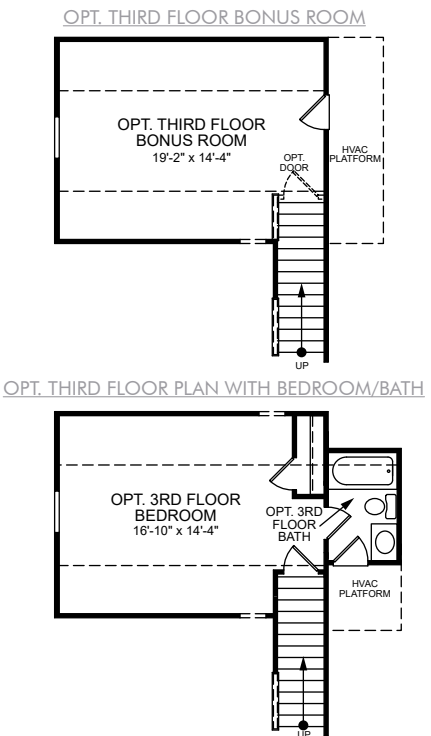 OPT. THIRD FLOOR BONUS ROOM
OPT. THIRD FLOOR
BONUS ROOM
19'-2" x 14'-4"
OPT.
DOOR
HVAC
PLATFORM
UP
OPT. THIRD FLOOR PLAN WITH BEDROOM/BATH
OPT. 3RD FLOOR
BEDROOM
16'-10" x 14'-4"
OPT. 3RD
FLOOR
BATH
HVAC
PLATFORM
UP